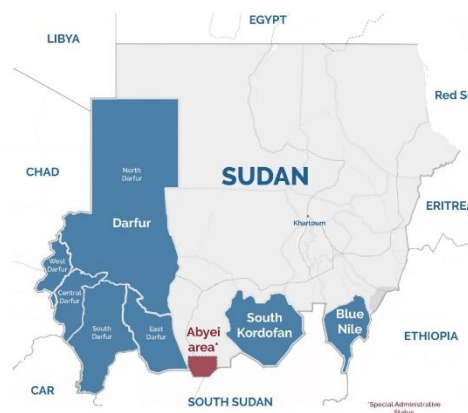 EGYPT
LIBYA
Red S
North
Darfur
CHAD
SUDAN
ERITREA
Darfur
Khartoum
West
Darfur
Central
Darfur
South
Darfur
East
Darfur
Abyei
area*
South
Kordofan
Blue
Nile
ETHIOPIA
CAR
SOUTH SUDAN
*Special Administrative
Status